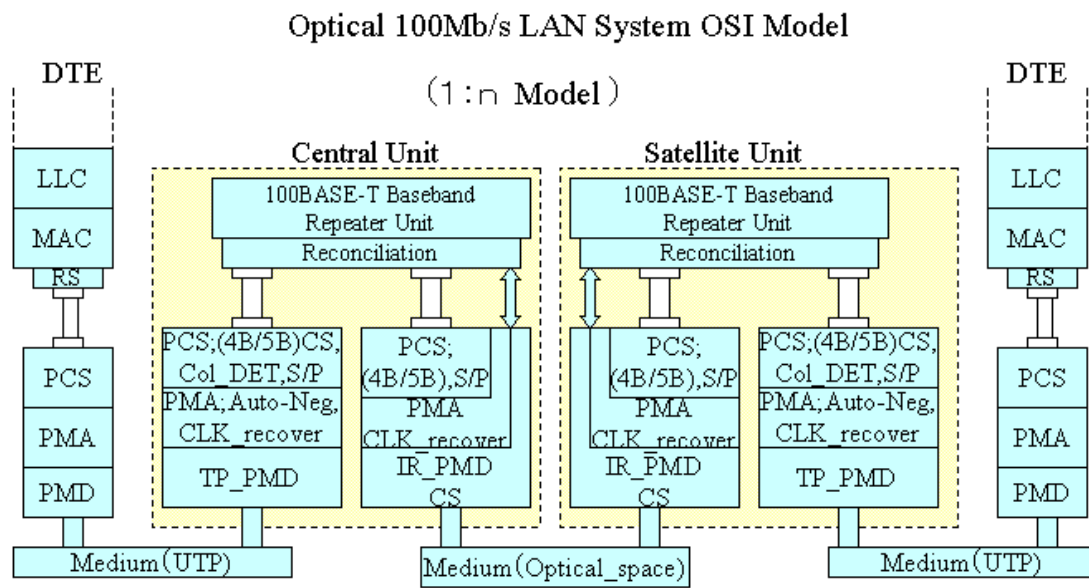 Optical 100Mb/s LAN System OSI Model
(1:n Model)
DTE
LLC
MAC
RS
PCS
PMA
PMD
Medium(UTP)
Central Unit
100BASE-T Baseband
Repeater Unit
Reconciliation
PCS;(4B/5B)CS,
Col_DET,S/P
PMA;Auto-Neg,
CLK_recover
TP_PMD
PCS;
(4B/5B),S/P
PMA
CLK_recover
IR_PMD
CS
Medium(Optical_space)
Satellite Unit
100BASE-T Baseband
Repeater Unit
Reconciliation
PCS;
(4B/5B),S/P
PMA
CLK_recover
IR_PMD
CS
PCS;(4B/5B)CS,
Col_DET,S/P
PMA;Auto-Neg,
CLK_recover
TP_PMD
DTE
LLC
MAC
RS
PCS
PMA
PMD
Medium(UTP)